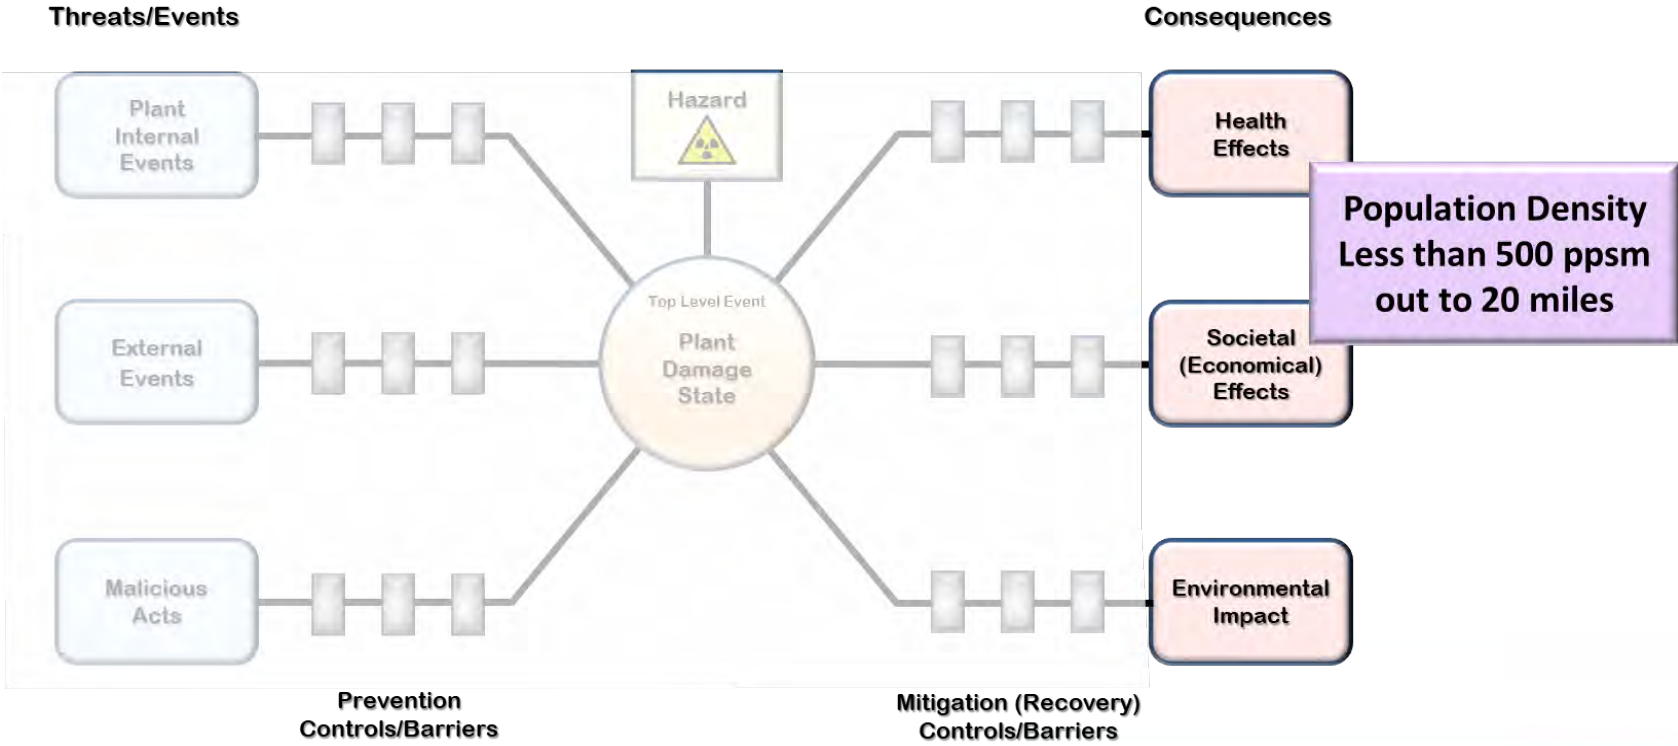 Threats/Events
Consequences
Plant
Internal
Events
Hazard
Health
Effects
Population Density
Less than 500 ppsm
out to 20 miles
External
Events
Top Level Event
Plant
Damage
State
Societal
(Economical)
Effects
Malicious
Acts
Environmental
Impact
Prevention
Controls/Barriers
Mitigation (Recovery)
Controls/Barriers